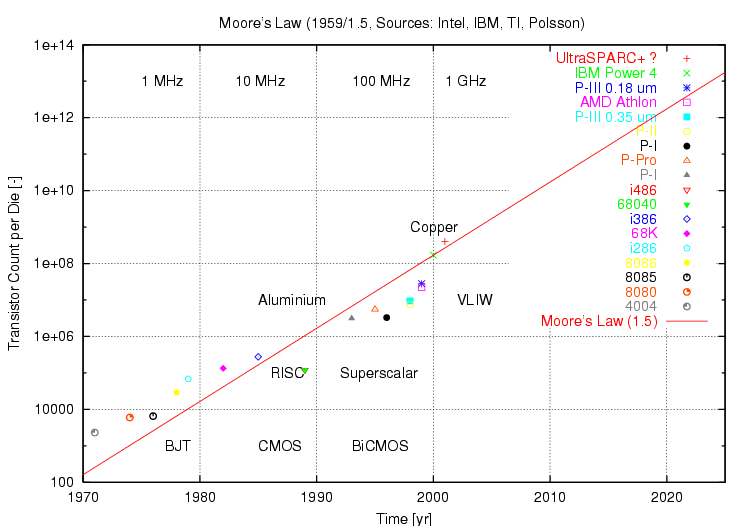 Moore's Law (1959/1.5, Sources: Intel, IBM, TI, Polsson)
1e+14
1e+12
1e+10
1e+08
1e+06
10000
100
Transistor Count per Die [-]
1 MHz
10 MHz
100 MHz
1 GHz
UltraSPARC+ ?
IBM Power 4
P-III 0.18 um
AMD Athlon
P-III 0.35 um
P-II
P-I
P-Pro
P-I
i486
68040
i386
68K
i286
8086
8085
8080
4004
Moore's Law (1.5)
Copper
Aluminium
VLIW
RISC
Superscalar
BJT
CMOS
BiCMOS
1970
1980
1990
2000
2010
2020
Time [yr]